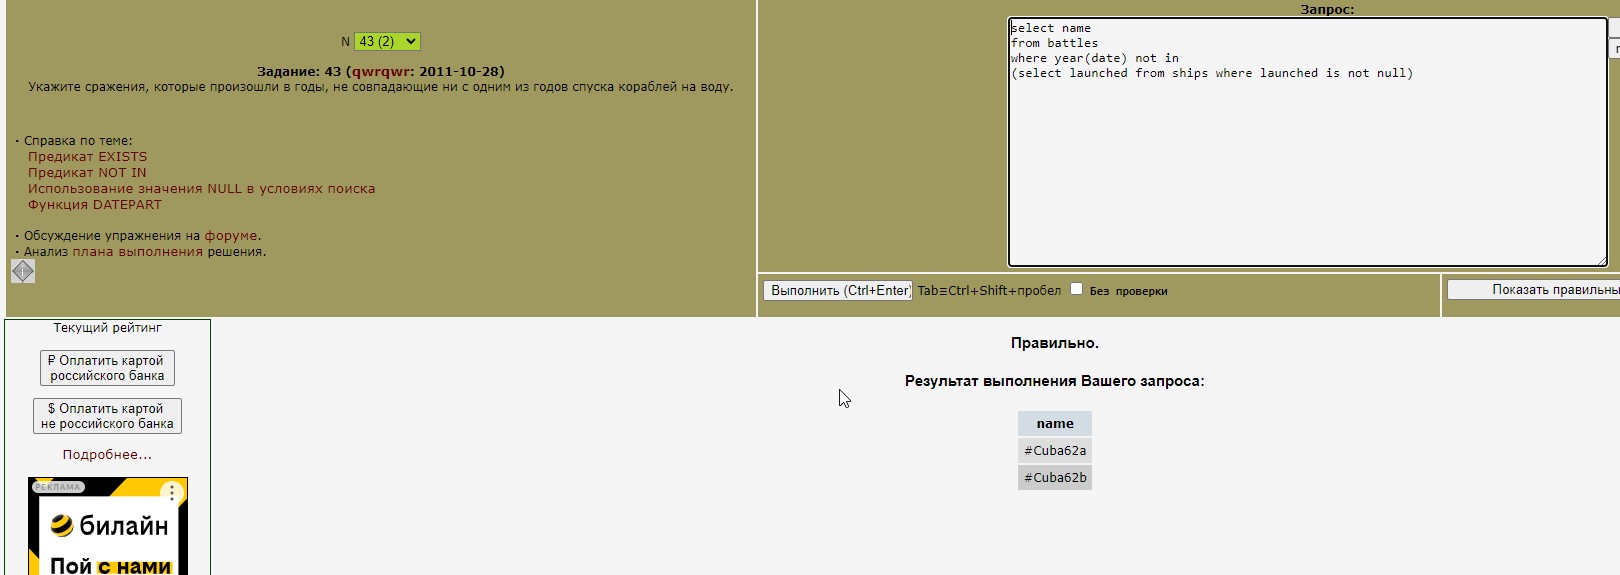 N 43 (2)
Задание: 43 (qwrqwr: 2011-10-28)
Укажите сражения, которые произошли в годы, не совпадающие ни с одним из годов спуска кораблей на воду.
· Справка по теме:
Предикат EXISTS
Предикат NOT IN
Использование значения NULL в условиях поиска
Функция DATEPART
· Обсуждение упражнения на форуме.
· Анализ плана выполнения решения.
Запрос:
select name
from battles
where year(date) not in
(select launched from ships where launched is not null)
Выполнить (Ctrl+Enter) Tab≡Ctrl+Shift+пробел Без проверки
Показать правильны
Текущий рейтинг
₽ Оплатить картой
российского банка
$ Оплатить картой
не российского банка
Подробнее...
РЕКЛАМА
билайн
Пой с нами
Правильно.
Результат выполнения Вашего запроса:
name
#Cuba62a
#Cuba62b